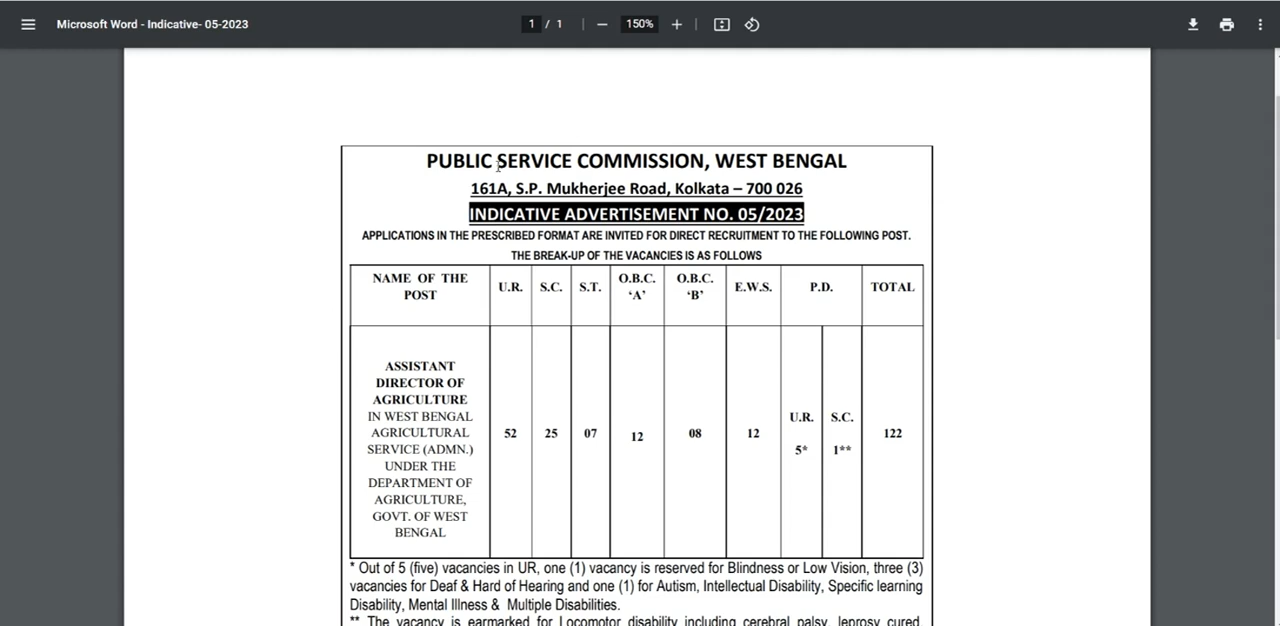 Microsoft Word - Indicative- 05-2023
1 / 1
150%
PUBLIC SERVICE COMMISSION, WEST BENGAL
161A, S.P. Mukherjee Road, Kolkata – 700 026
INDICATIVE ADVERTISEMENT NO. 05/2023
APPLICATIONS IN THE PRESCRIBED FORMAT ARE INVITED FOR DIRECT RECRUITMENT TO THE FOLLOWING POST.
THE BREAK-UP OF THE VACANCIES IS AS FOLLOWS
NAME OF THE
POST
U.R.
S.C.
S.T.
O.B.C.
‘A’
O.B.C.
‘B’
E.W.S.
P.D.
TOTAL
ASSISTANT
DIRECTOR OF
AGRICULTURE
IN WEST BENGAL
AGRICULTURAL
SERVICE (ADMN.)
UNDER THE
DEPARTMENT OF
AGRICULTURE,
GOVT. OF WEST
BENGAL
52
25
07
12
08
12
U.R.
5*
S.C.
1**
122
* Out of 5 (five) vacancies in UR, one (1) vacancy is reserved for Blindness or Low Vision, three (3)
vacancies for Deaf & Hard of Hearing and one (1) for Autism, Intellectual Disability, Specific learning
Disability, Mental Illness & Multiple Disabilities.
** The vacancy is earmarked for Locomotor disability including cerebral palsy, leprosy cured,